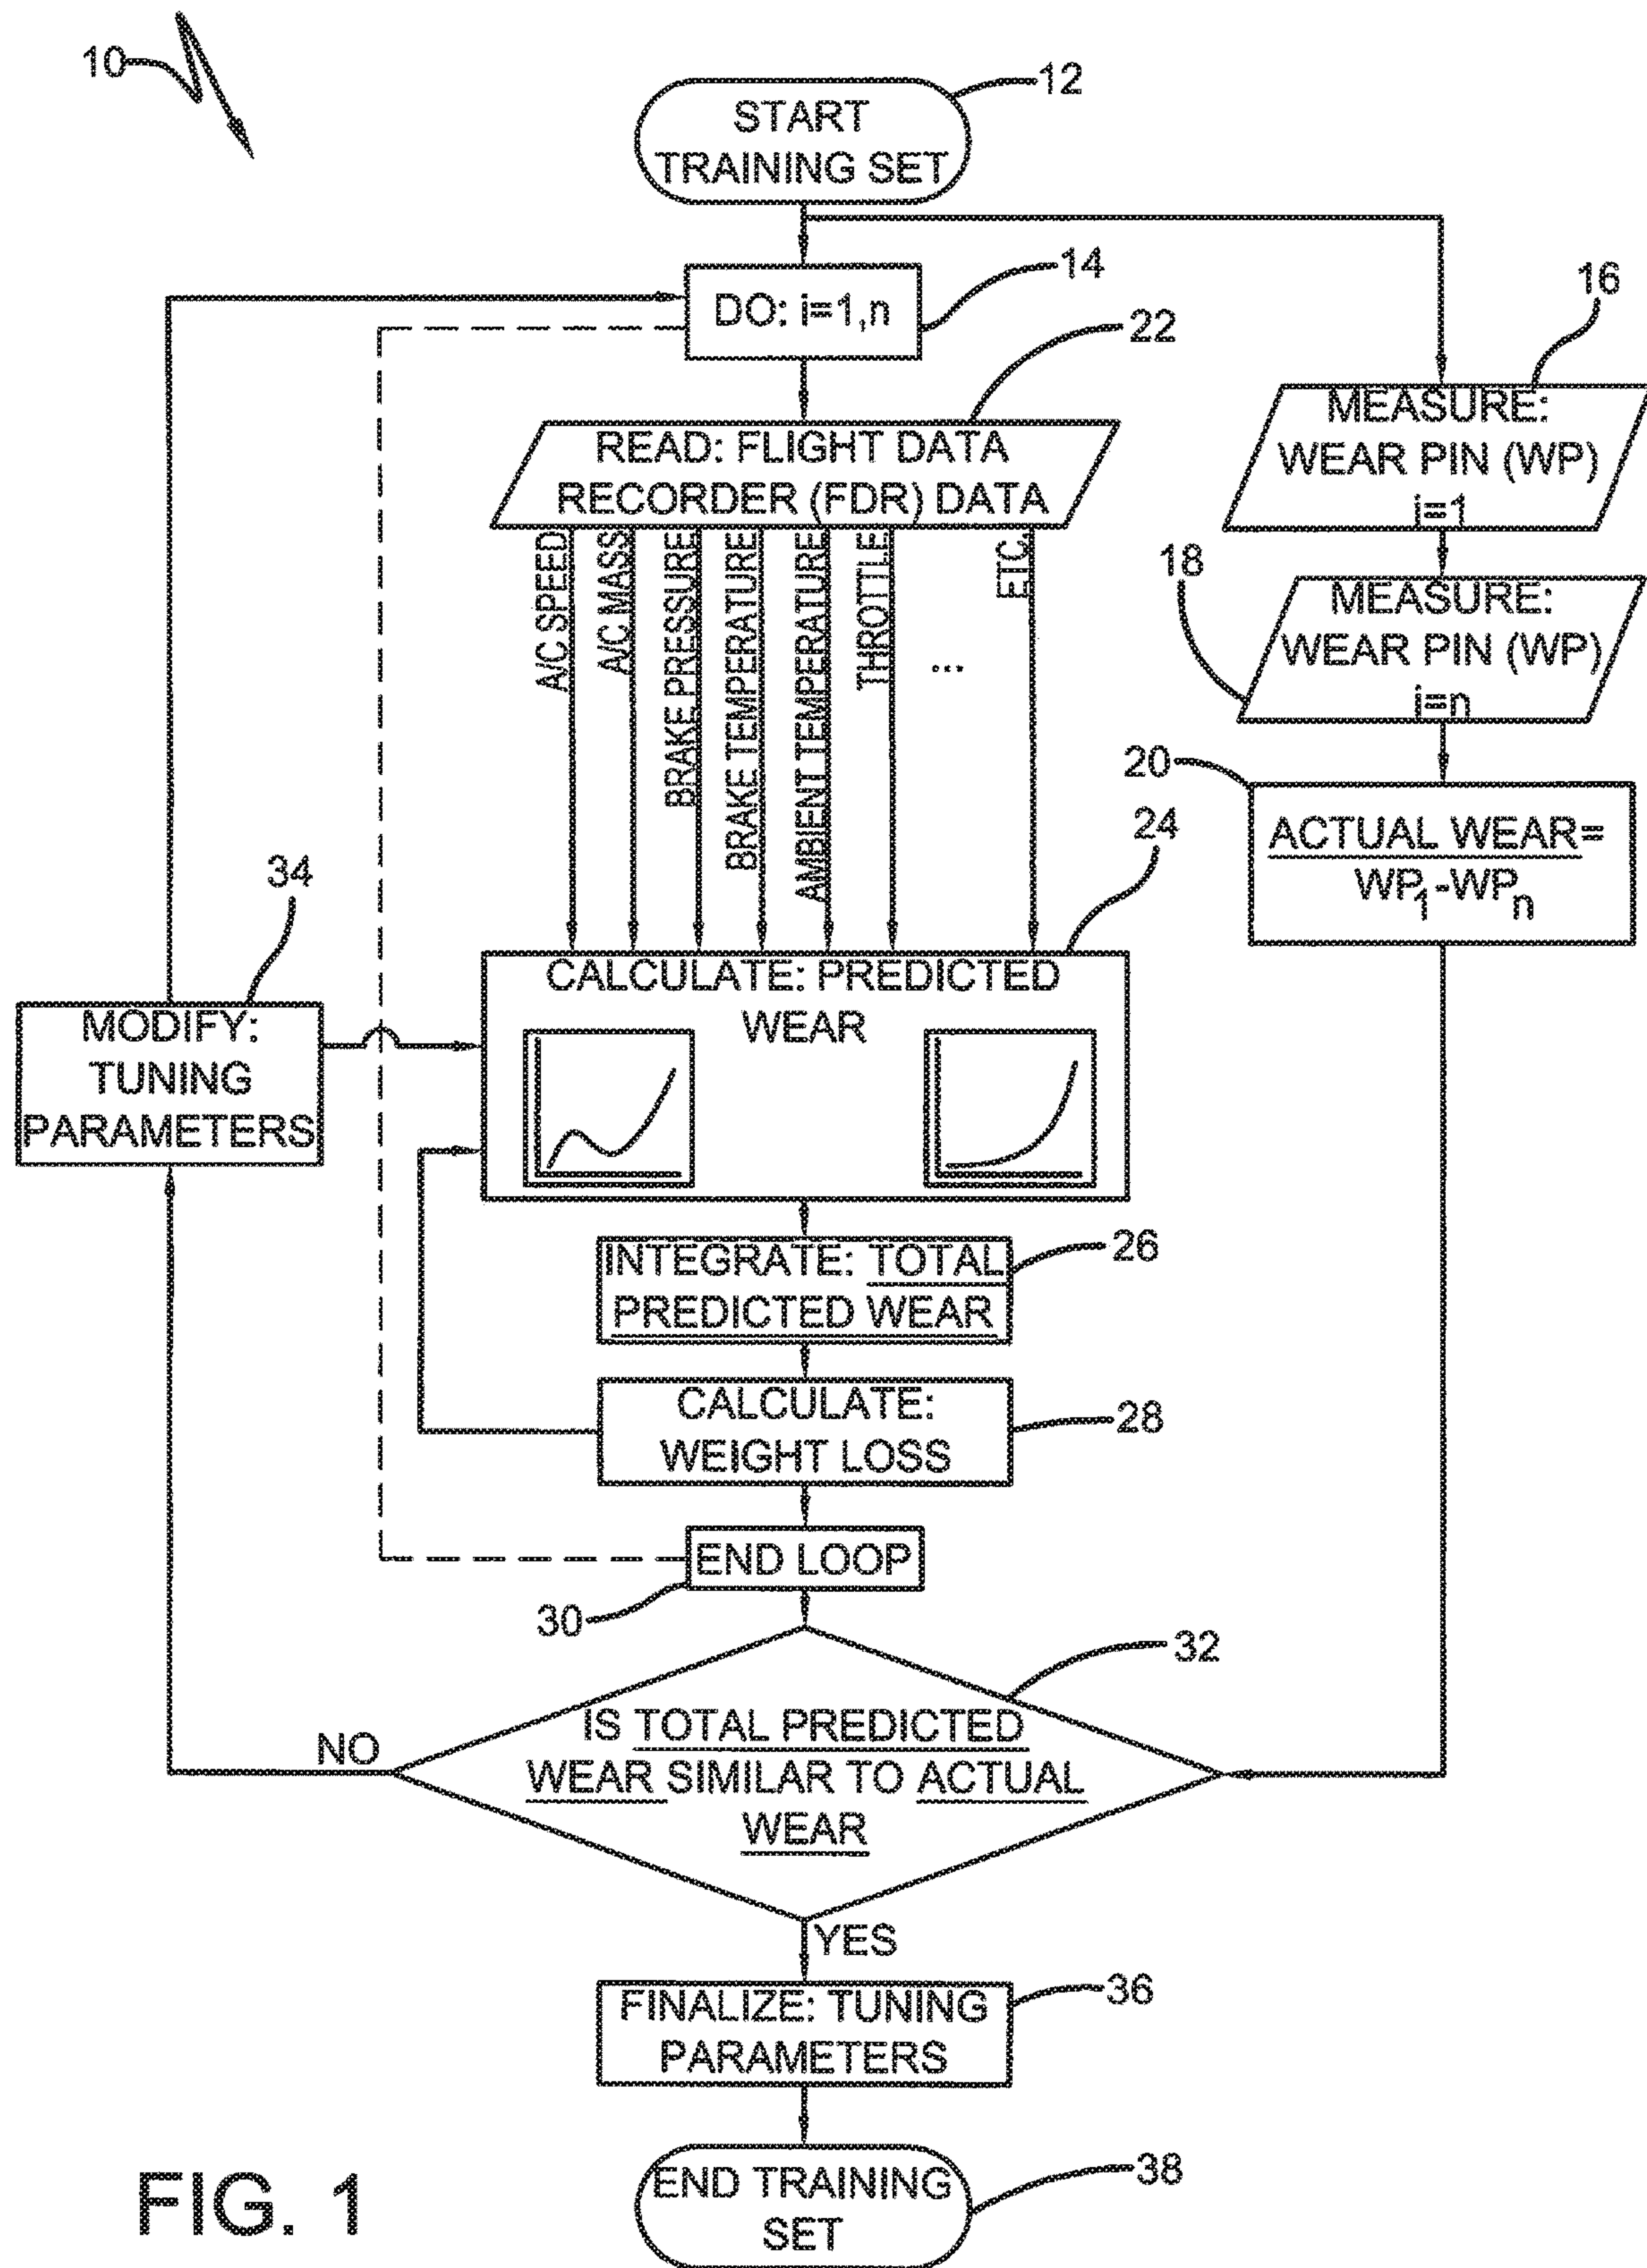 10
12
START
TRAINING SET
14
DO: i=1,n
16
22
MEASURE:
WEAR PIN (WP)
i=1
READ: FLIGHT DATA
RECORDER (FDR) DATA
18
MEASURE:
WEAR PIN (WP)
i=n
A/C SPEED
A/C MASS
BRAKE PRESSURE
BRAKE TEMPERATURE
AMBIENT TEMPERATURE
THROTTLE
...
ETC.
20
ACTUAL WEAR=
WP1-WPn
24
CALCULATE: PREDICTED
WEAR
34
MODIFY:
TUNING
PARAMETERS
26
INTEGRATE: TOTAL
PREDICTED WEAR
28
CALCULATE:
WEIGHT LOSS
END LOOP
30
32
IS TOTAL PREDICTED
WEAR SIMILAR TO ACTUAL
WEAR
NO
YES
36
FINALIZE: TUNING
PARAMETERS
38
END TRAINING
SET
FIG. 1